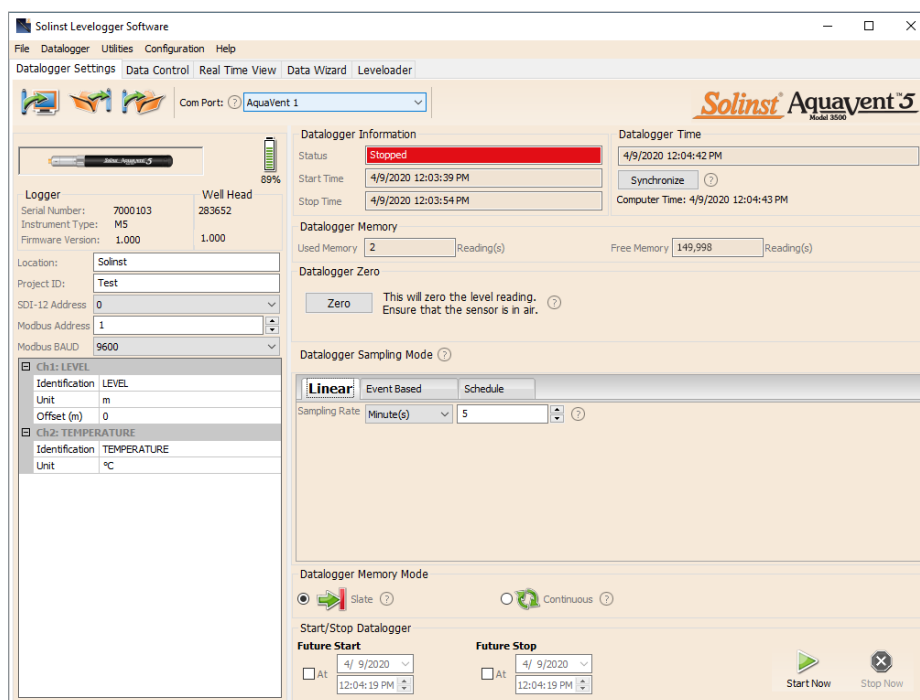 Solinst Levelogger Software
File Datalogger Utilities Configuration Help
Datalogger Settings Data Control Real Time View Data Wizard Leveloader
Com Port: ? AquaVent 1
Solinst® Aquavent™ 5
Model 3500
Solinst Aquavent 5
89%
Logger Well Head
Serial Number: 7000103 283652
Instrument Type: M5
Firmware Version: 1.000 1.000
Location: Solinst
Project ID: Test
SDI-12 Address 0
Modbus Address 1
Modbus BAUD 9600
Ch1: LEVEL
Identification LEVEL
Unit m
Offset (m) 0
Ch2: TEMPERATURE
Identification TEMPERATURE
Unit ºC
Datalogger Information
Status Stopped
Start Time 4/9/2020 12:03:39 PM
Stop Time 4/9/2020 12:03:54 PM
Datalogger Time
4/9/2020 12:04:42 PM
Synchronize ?
Computer Time: 4/9/2020 12:04:43 PM
Datalogger Memory
Used Memory 2 Reading(s) Free Memory 149,998 Reading(s)
Datalogger Zero
Zero
This will zero the level reading.
Ensure that the sensor is in air. ?
Datalogger Sampling Mode ?
Linear Event Based Schedule
Sampling Rate Minute(s) 5 ?
Datalogger Memory Mode
Slate ? Continuous ?
Start/Stop Datalogger
Future Start Future Stop
At 4/ 9/2020 At 4/ 9/2020
12:04:19 PM 12:04:19 PM
Start Now Stop Now